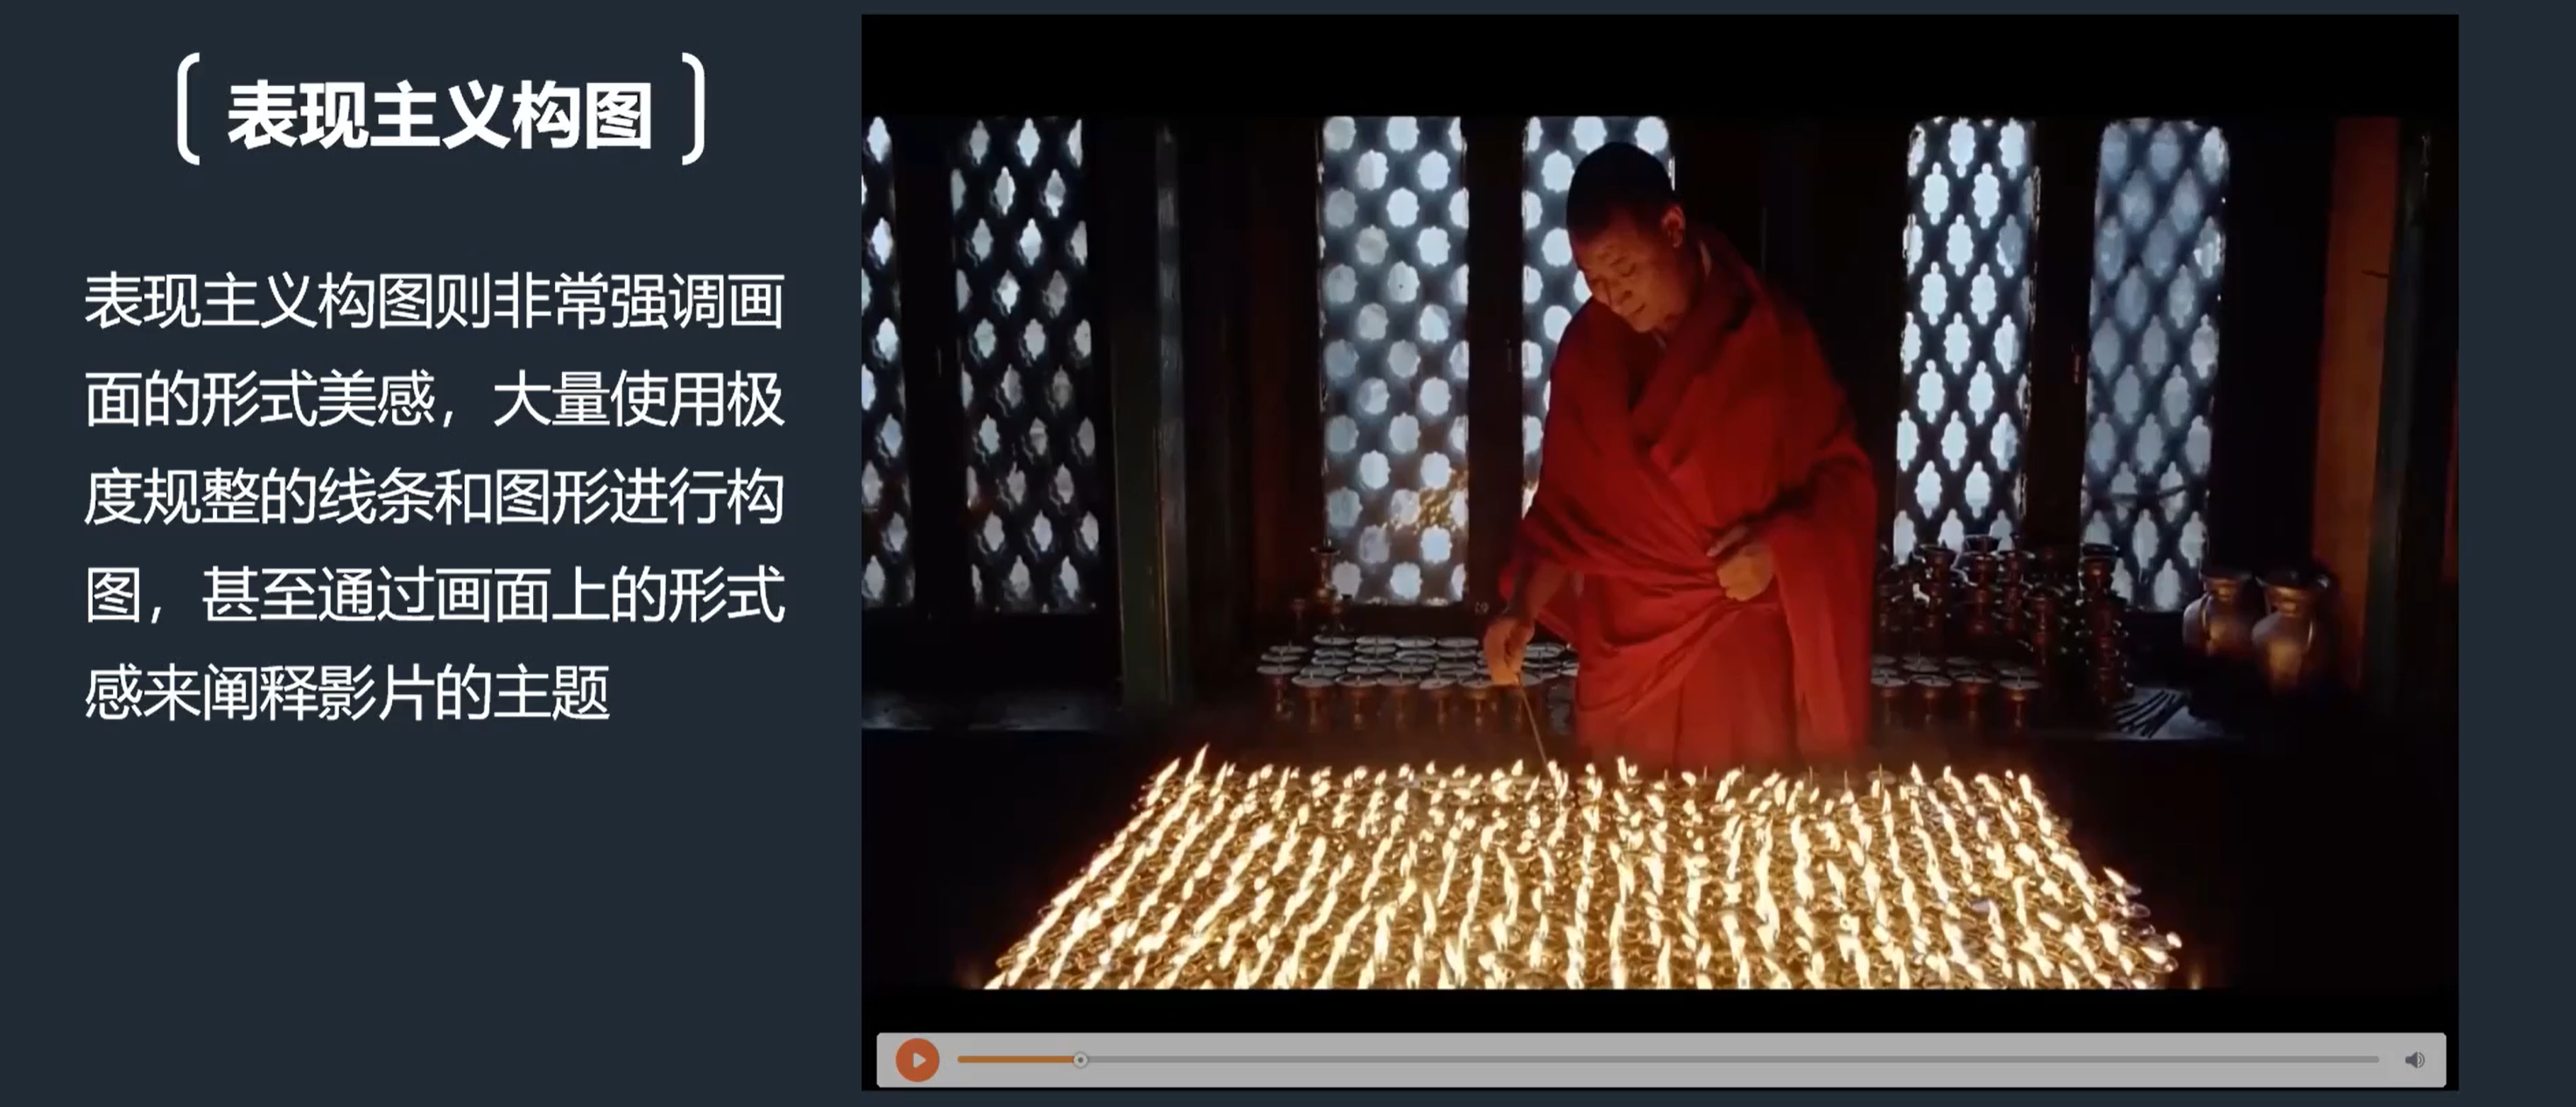 表现主义构图
表现主义构图则非常强调画
面的形式美感，大量使用极
度规整的线条和图形进行构
图，甚至通过画面上的形式
感来阐释影片的主题